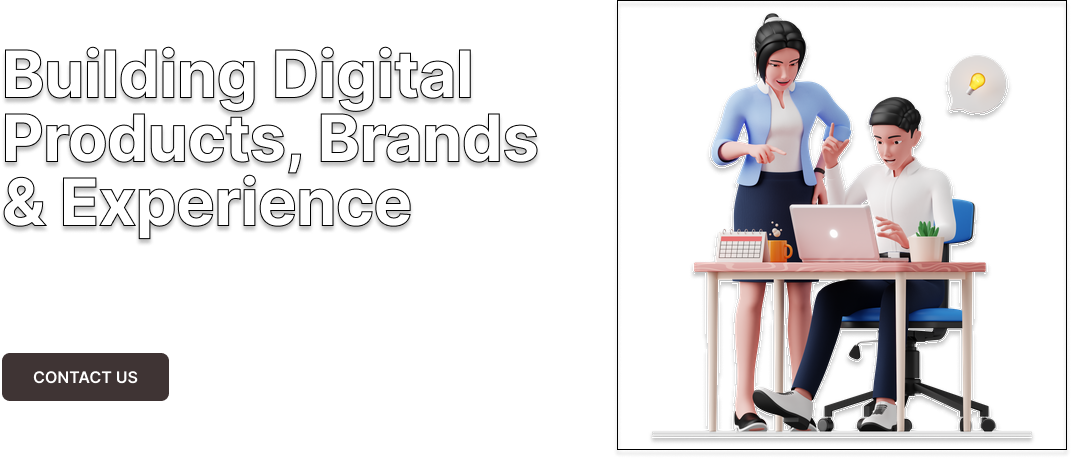 Building Digital
Products, Brands
& Experience
CONTACT US